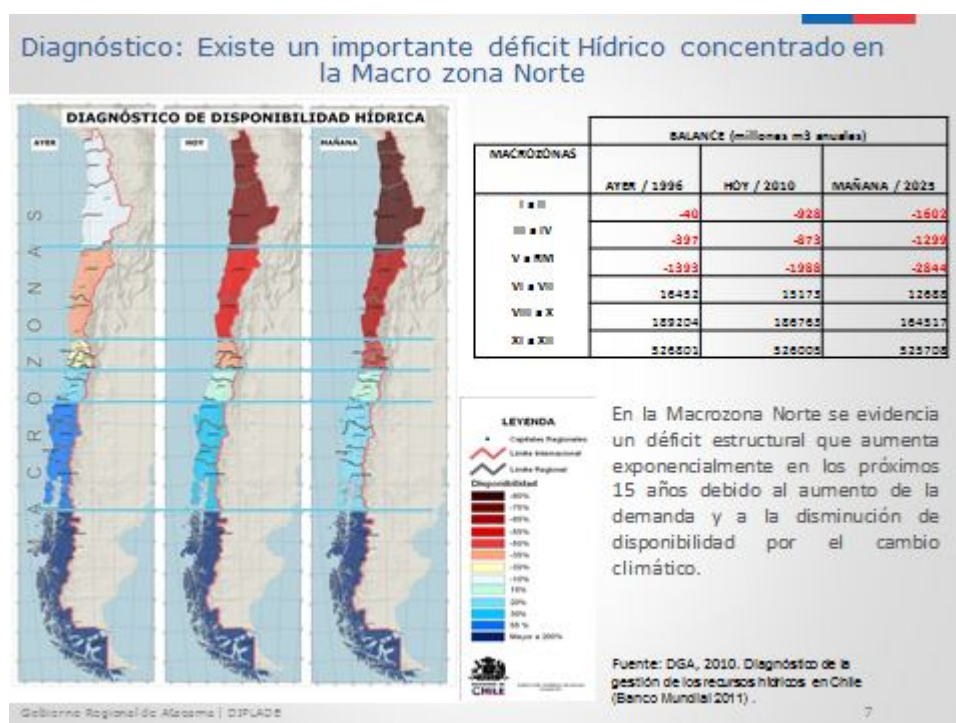 Diagnóstico: Existe un importante déficit Hídrico concentrado en
la Macro zona Norte
DIAGNÓSTICO DE DISPONIBILIDAD HÍDRICA
AYER
HOY
MAÑANA
MACROZONAS
BALANCE (millones m3 anuales)
MACROZONAS
AYER / 1996
HOY / 2010
MAÑANA / 2025
I a II
-40
-928
-1602
III a IV
-397
-873
-1299
V a RM
-1393
-1988
-2844
VI a VII
16452
15175
12688
VIII a X
189204
186765
164517
XI a XII
526801
526005
525708
LEYENDA
Capitales Regionales
Límite Internacional
Límite Regional
Disponibilidad
-10%
10%
20%
Mayor a 200%
CHILE
En la Macrozona Norte se evidencia
un déficit estructural que aumenta
exponencialmente en los próximos
15 años debido al aumento de la
demanda y a la disminución de
disponibilidad por el cambio
climático.
Fuente: DGA, 2010. Diagnóstico de la
gestión de los recursos hídricos en Chile
(Banco Mundial 2011) .
Gobierno Regional de Atacama | DIPLADE
7